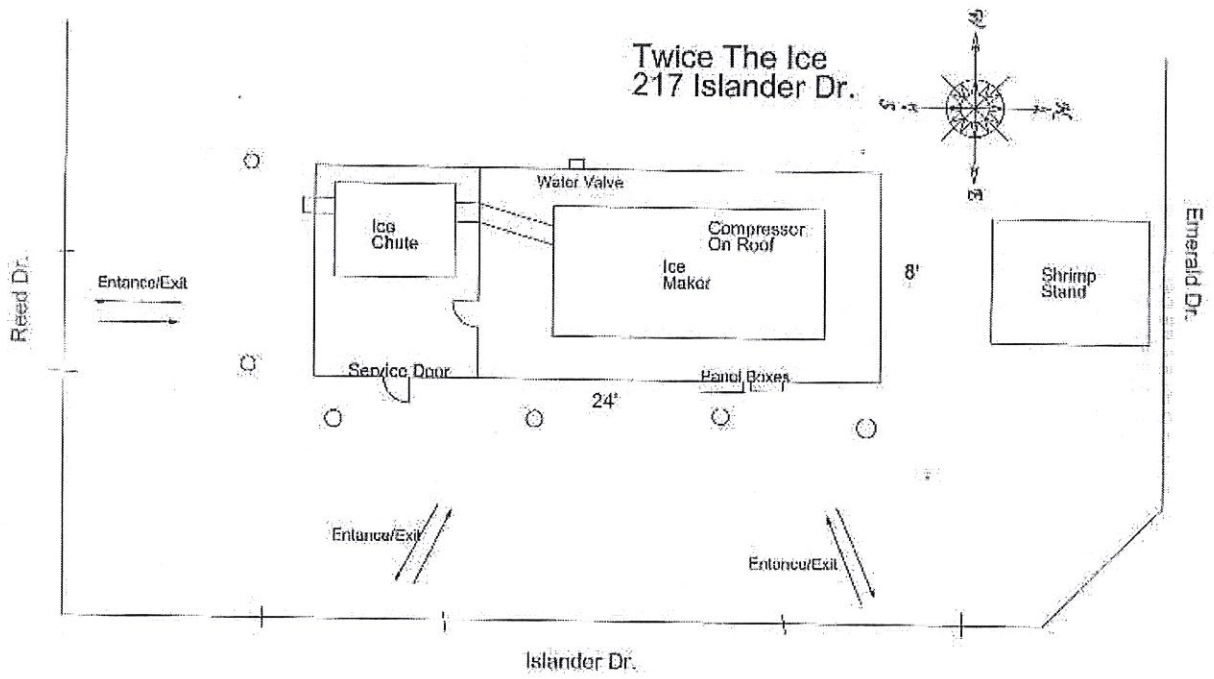 Twice The Ice
217 Islander Dr.
W
S
N
E
Water Valve
Ice
Chute
Compressor
On Roof
Ice
Maker
8'
Shrimp
Stand
Emerald Dr.
Reed Dr.
Entance/Exit
Service Door
Panel Boxes
24'
Entance/Exit
Entance/Exit
Islander Dr.